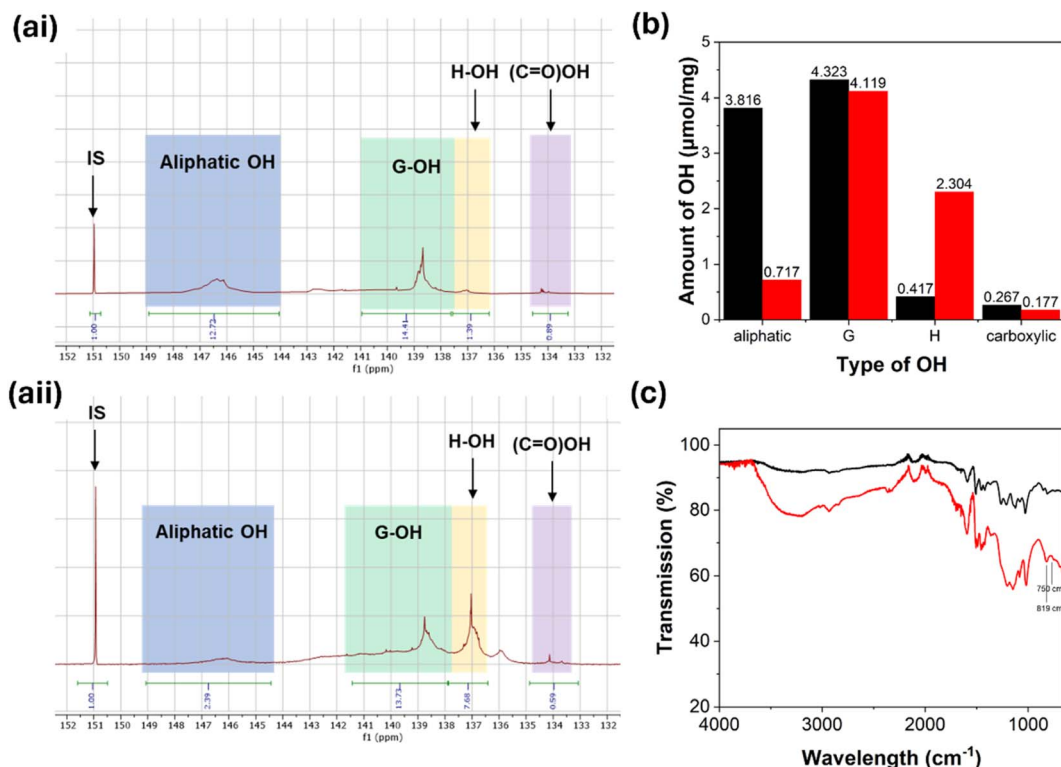 (ai)
IS
Aliphatic OH
G-OH
H-OH
(C=O)OH
1.00
12.72
14.41
1.39
0.89
152 151 150 149 148 147 146 145 144 143 142 141 140 139 138 137 136 135 134 133 132
f1 (ppm)
(aii)
IS
Aliphatic OH
G-OH
H-OH
(C=O)OH
1.00
2.39
13.73
7.68
0.59
152 151 150 149 148 147 146 145 144 143 142 141 140 139 138 137 136 135 134 133 132
f1 (ppm)
(b)
Amount of OH (µmol/mg)
5
4
3
2
1
0
3.816
0.717
4.323
4.119
0.417
2.304
0.267
0.177
aliphatic G H carboxylic
Type of OH
(c)
Transmission (%)
100
80
60
40
20
750 cm
819 cm
4000 3000 2000 1000
Wavelength (cm⁻¹)